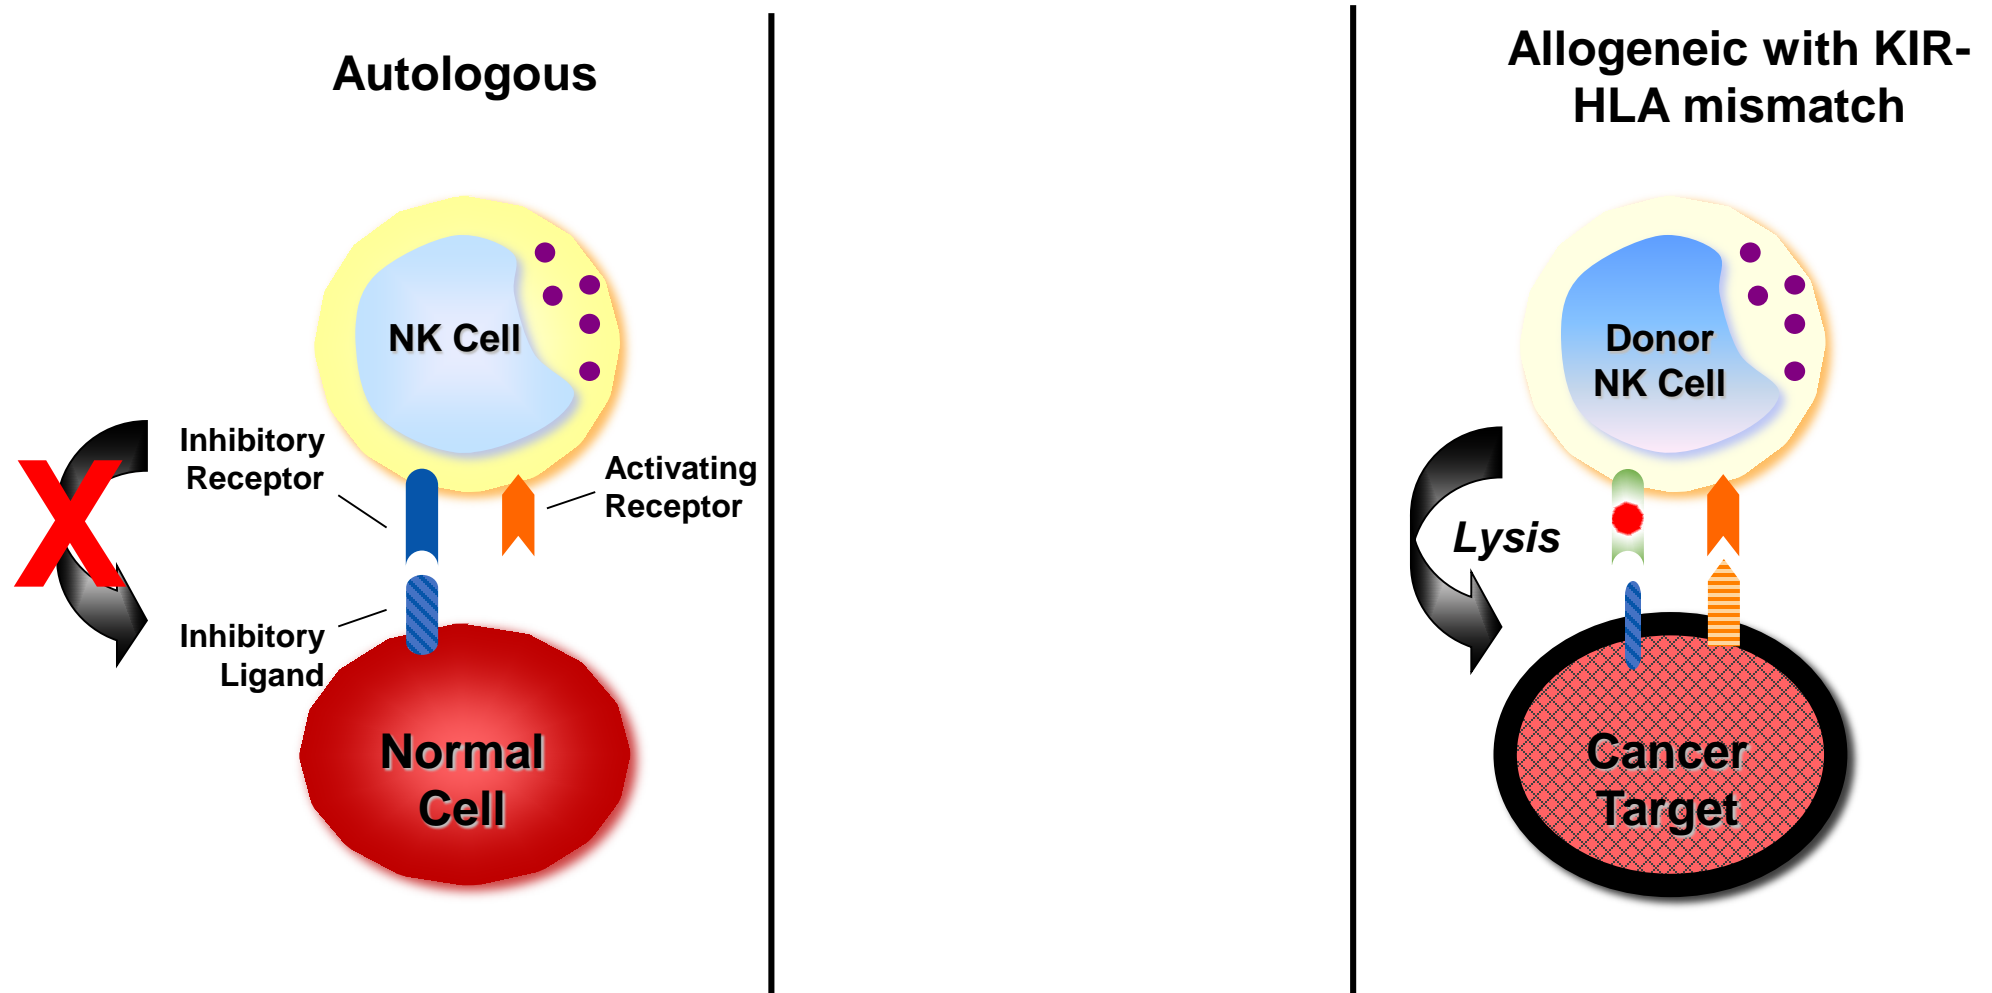 Autologous
NK Cell
Inhibitory
Receptor
Activating
Receptor
X
Inhibitory
Ligand
Normal
Cell
Allogeneic with KIR-
HLA mismatch
Donor
NK Cell
Lysis
Cancer
Target